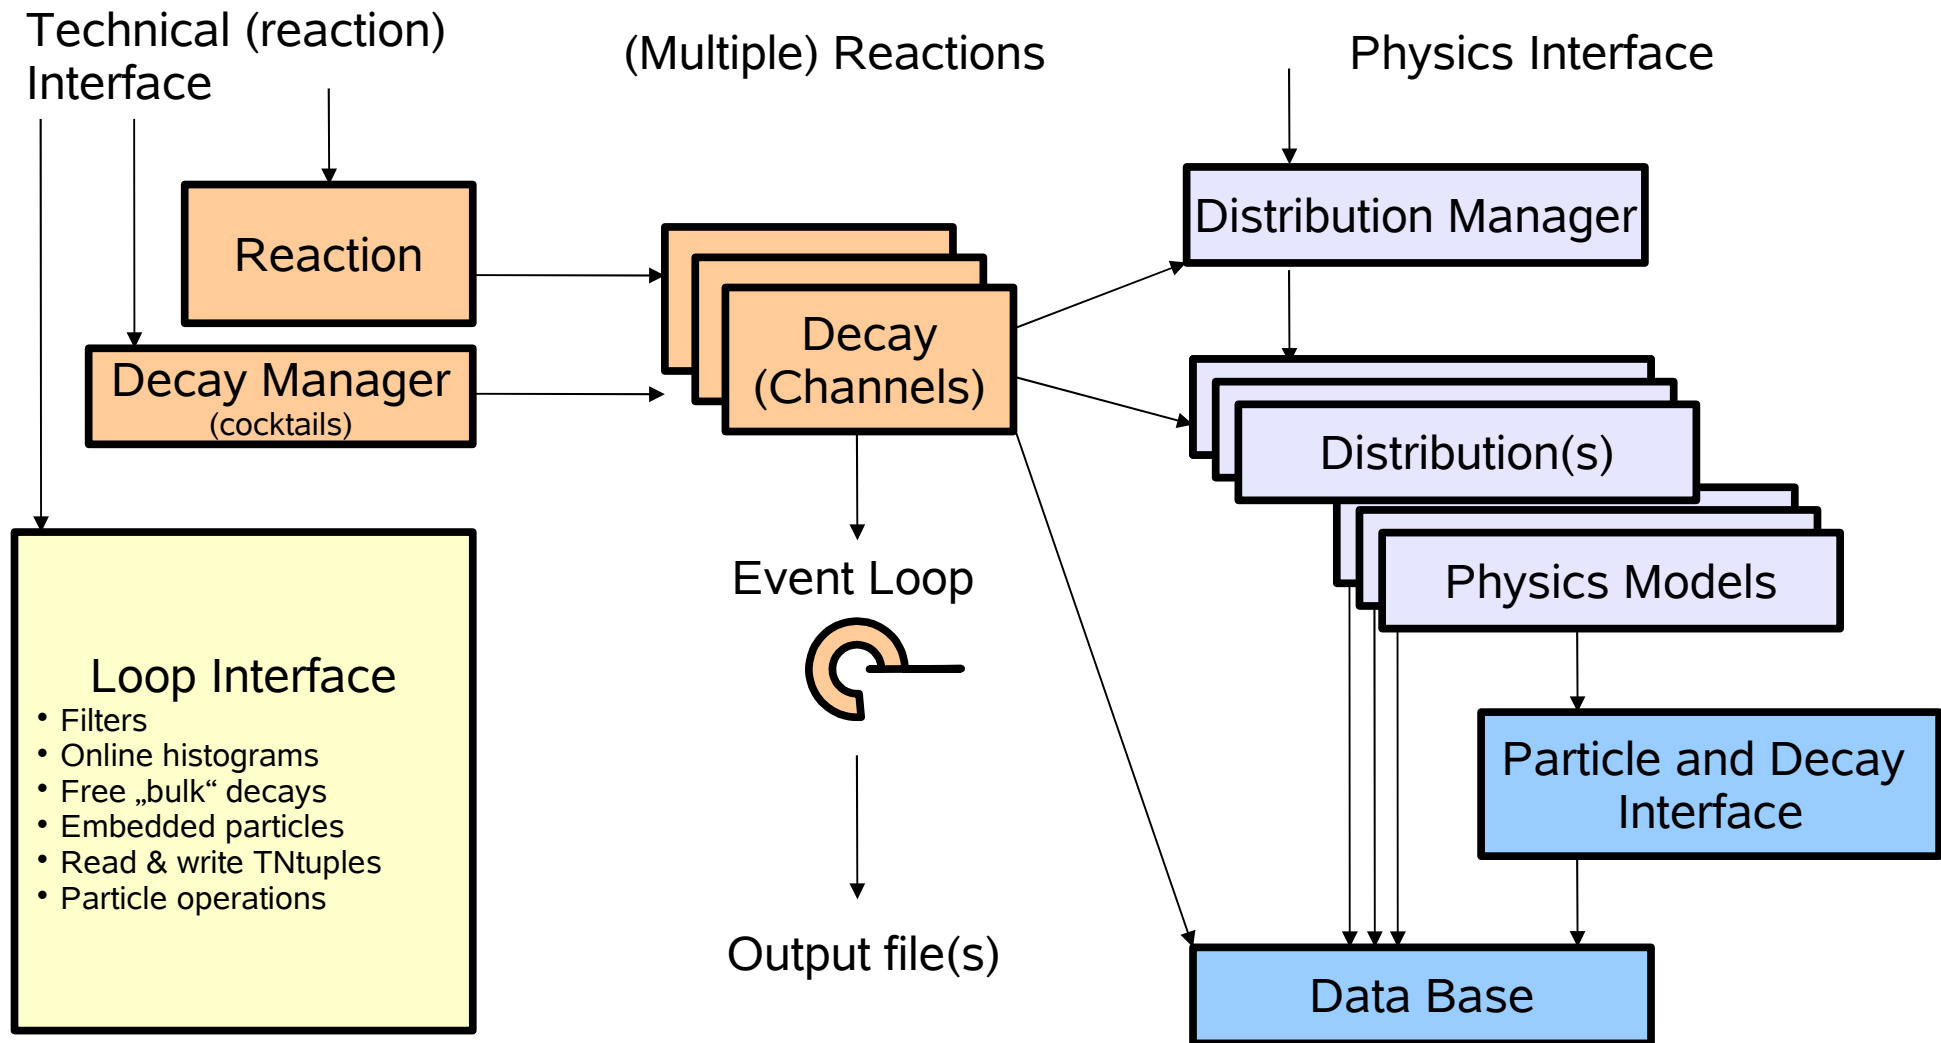 Technical (reaction)
Interface
(Multiple) Reactions
Physics Interface
Reaction
Decay Manager
(cocktails)
Decay
(Channels)
Distribution Manager
Distribution(s)
Physics Models
Event Loop
Loop Interface
• Filters
• Online histograms
• Free „bulk“ decays
• Embedded particles
• Read & write TNtuples
• Particle operations
Particle and Decay
Interface
Output file(s)
Data Base